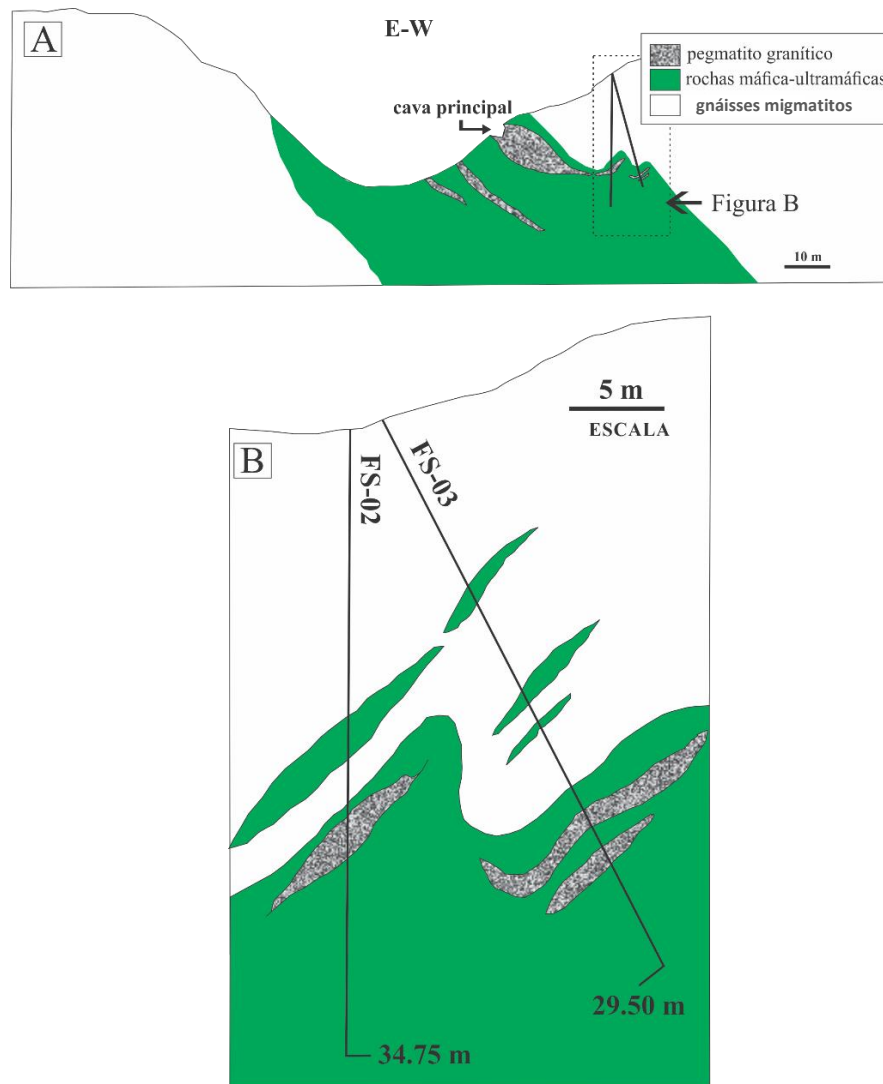 A
E-W
pegmatito granítico
rochas máfica-ultramáficas
gnáisses migmatitos
cava principal
Figura B
10 m
B
5 m
ESCALA
FS-02
FS-03
29.50 m
34.75 m